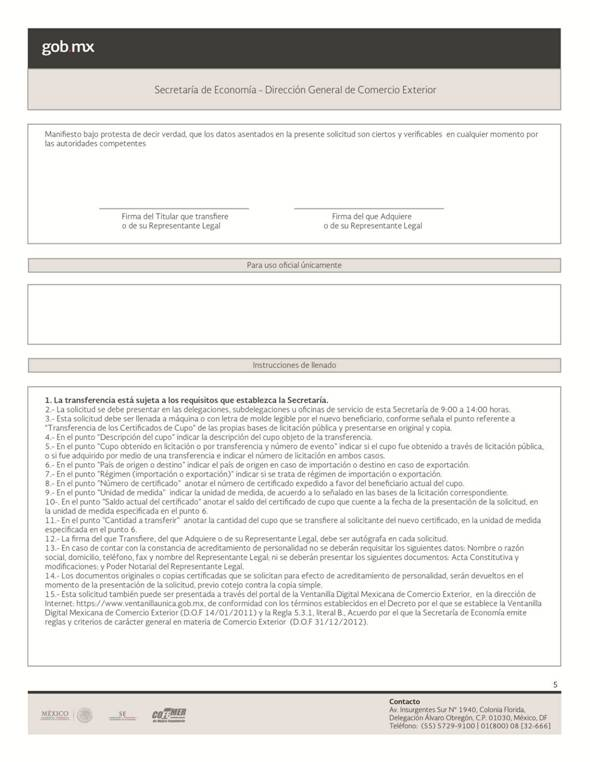 gob.mx
Secretaría de Economía - Dirección General de Comercio Exterior
Manifiesto bajo protesta de decir verdad, que los datos asentados en la presente solicitud son ciertos y verificables en cualquier momento por
las autoridades competentes
Firma del Titular que transfiere
o de su Representante Legal
Firma del que Adquiere
o de su Representante Legal
Para uso oficial únicamente
Instrucciones de llenado
1. La transferencia está sujeta a los requisitos que establezca la Secretaría.
2.- La solicitud se debe presentar en las delegaciones, subdelegaciones u oficinas de servicio de esta Secretaría de 9:00 a 14:00 horas.
3.- Esta solicitud debe ser llenada a máquina o con letra de molde legible por el nuevo beneficiario, conforme señala el punto referente a
"Transferencia de los Certificados de Cupo" de las propias bases de licitación pública y presentarse en original y copia.
4.- En el punto "Descripción del cupo" indicar la descripción del cupo objeto de la transferencia.
5.- En el punto "Cupo obtenido en licitación o por transferencia y número de evento" indicar si el cupo fue obtenido a través de licitación pública,
o si fue adquirido por medio de una transferencia e indicar el número de licitación en ambos casos.
6.- En el punto "País de origen o destino" indicar el país de origen en caso de importación o destino en caso de exportación.
7.- En el punto "Régimen (importación o exportación)" indicar si se trata de régimen de importación o exportación.
8.- En el punto "Número de certificado" anotar el número de certificado expedido a favor del beneficiario actual del cupo.
9.- En el punto "Unidad de medida" indicar la unidad de medida, de acuerdo a lo señalado en las bases de la licitación correspondiente.
10-. En el punto "Saldo actual del certificado" anotar el saldo del certificado de cupo que cuente a la fecha de la presentación de la solicitud, en
la unidad de medida especificada en el punto 6.
11.- En el punto "Cantidad a transferir" anotar la cantidad del cupo que se transfiere al solicitante del nuevo certificado, en la unidad de medida
especificada en el punto 6.
12.- La firma del que Transfiere, del que Adquiere o de su Representante Legal, debe ser autógrafa en cada solicitud.
13.- En caso de contar con la constancia de acreditamiento de personalidad no se deberán requisitar los siguientes datos: Nombre o razón
social, domicilio, teléfono, fax y nombre del Representante Legal; ni se deberán presentar los siguientes documentos: Acta Constitutiva y
modificaciones; y Poder Notarial del Representante Legal.
14.- Los documentos originales o copias certificadas que se solicitan para efecto de acreditamiento de personalidad, serán devueltos en el
momento de la presentación de la solicitud, previo cotejo contra la copia simple.
15.- Esta solicitud también puede ser presentada a través del portal de la Ventanilla Digital Mexicana de Comercio Exterior, en la dirección de
Internet: https://www.ventanillaunica.gob.mx, de conformidad con los términos establecidos en el Decreto por el que se establece la Ventanilla
Digital Mexicana de Comercio Exterior (D.O.F 14/01/2011) y la Regla 5.3.1, literal B., Acuerdo por el que la Secretaría de Economía emite
reglas y criterios de carácter general en materia de Comercio Exterior (D.O.F 31/12/2012).
5
MÉXICO
SE
COFEMER
Contacto
Av. Insurgentes Sur N° 1940, Colonia Florida,
Delegación Álvaro Obregón, C.P. 01030, México, DF
Teléfono: (55) 5729-9100 | 01(800) 08 [32-666]